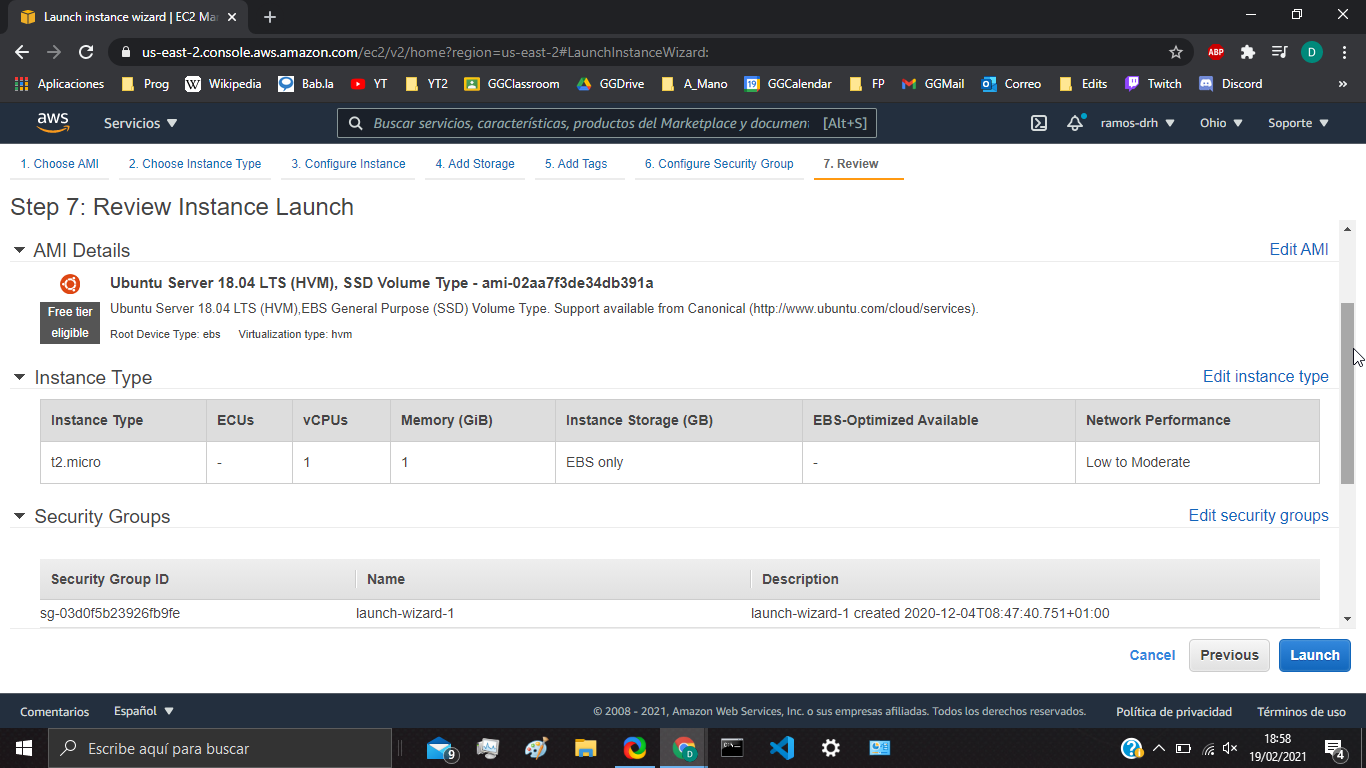 Launch instance wizard | EC2 Ma
us-east-2.console.aws.amazon.com/ec2/v2/home?region=us-east-2#LaunchInstanceWizard:
ABP
D
Aplicaciones Prog Wikipedia Bab.la YT YT2 GGClassroom GGDrive A_Mano GGCalendar FP GGMail Correo Edits Twitch Discord »
aws Servicios Buscar servicios, características, productos del Marketplace y document [Alt+S] ramos-drh Ohio Soporte
1. Choose AMI 2. Choose Instance Type 3. Configure Instance 4. Add Storage 5. Add Tags 6. Configure Security Group 7. Review
Step 7: Review Instance Launch
AMI Details Edit AMI
Ubuntu Server 18.04 LTS (HVM), SSD Volume Type - ami-02aa7f3de34db391a
Free tier eligible
Ubuntu Server 18.04 LTS (HVM),EBS General Purpose (SSD) Volume Type. Support available from Canonical (http://www.ubuntu.com/cloud/services).
Root Device Type: ebs Virtualization type: hvm
Instance Type Edit instance type
Instance Type ECUs vCPUs Memory (GiB) Instance Storage (GB) EBS-Optimized Available Network Performance
t2.micro - 1 1 EBS only - Low to Moderate
Security Groups Edit security groups
Security Group ID Name Description
sg-03d0f5b23926fb9fe launch-wizard-1 launch-wizard-1 created 2020-12-04T08:47:40.751+01:00
Cancel Previous Launch
Comentarios Español © 2008 - 2021, Amazon Web Services, Inc. o sus empresas afiliadas. Todos los derechos reservados. Política de privacidad Términos de uso
Escribe aquí para buscar 9 D 18:58
19/02/2021 4